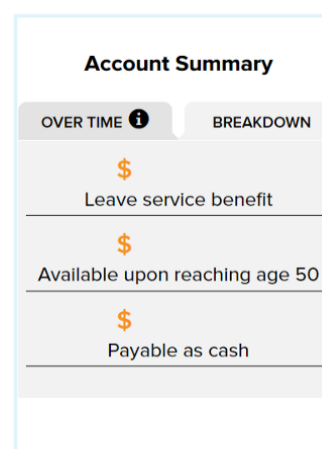 Account Summary
OVER TIME i BREAKDOWN
$
Leave service benefit
$
Available upon reaching age 50
$
Payable as cash